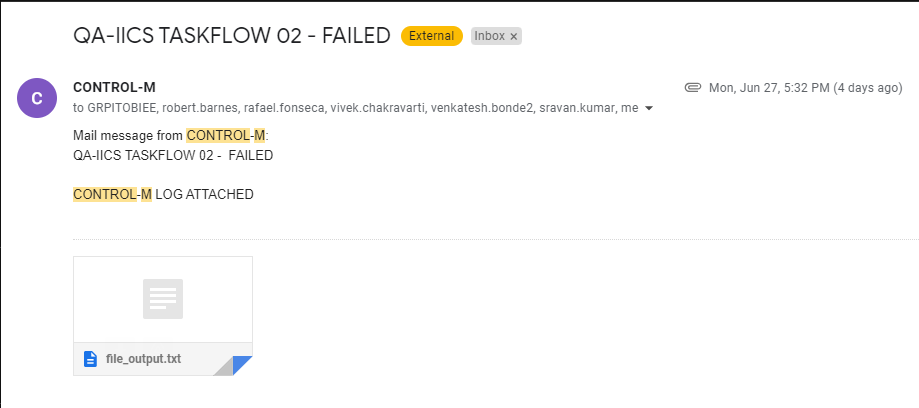 QA-IICS TASKFLOW 02 - FAILED External Inbox ×
C
CONTROL-M Mon, Jun 27, 5:32 PM (4 days ago)
to GRPITOBIEE, robert.barnes, rafael.fonseca, vivek.chakravarti, venkatesh.bonde2, sravan.kumar, me
Mail message from CONTROL-M:
QA-IICS TASKFLOW 02 - FAILED
CONTROL-M LOG ATTACHED
file_output.txt